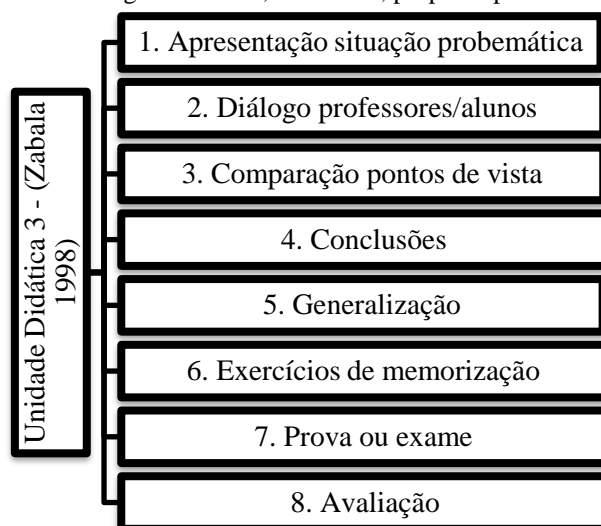 1. Apresentação situação probemática
Unidade Didática 3 - (Zabala
1998)
2. Diálogo professores/alunos
3. Comparação pontos de vista
4. Conclusões
5. Generalização
6. Exercícios de memorização
7. Prova ou exame
8. Avaliação